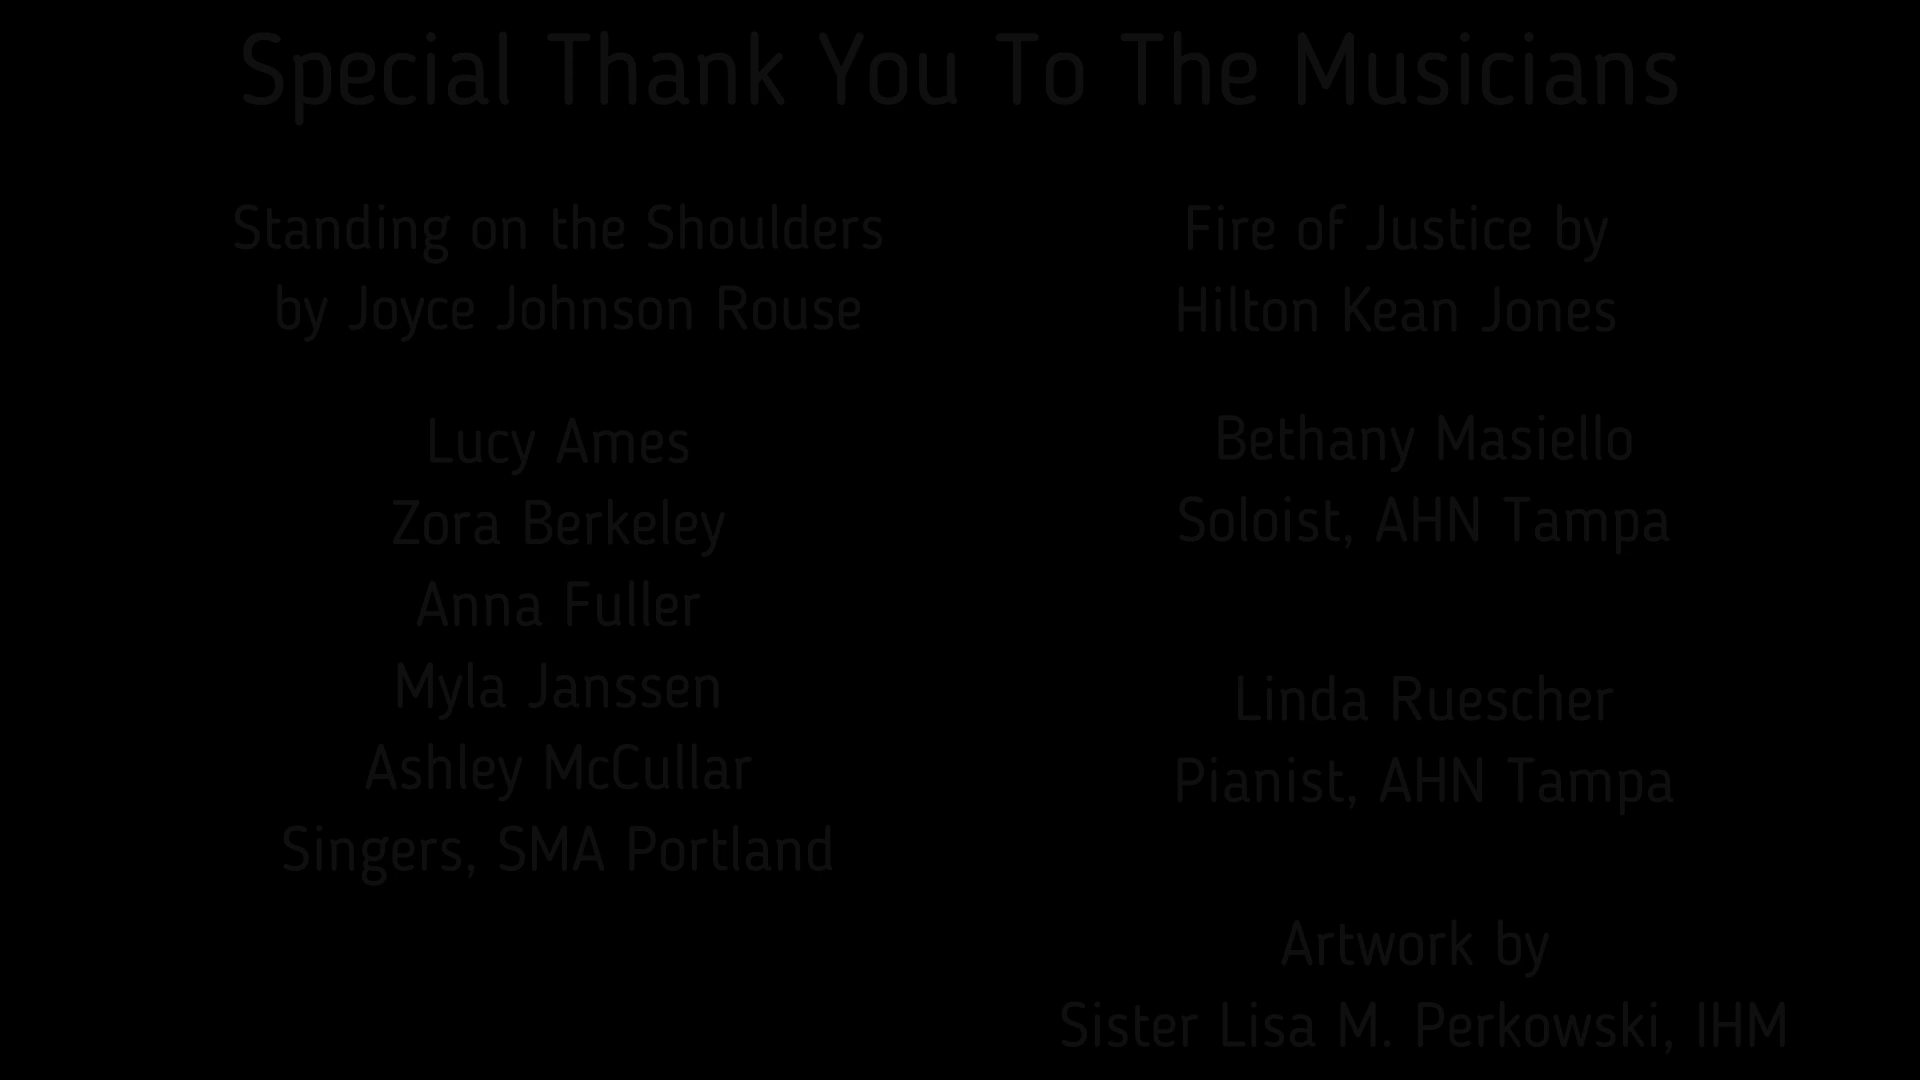 Special Thank You To The Musicians
Standing on the Shoulders
by Joyce Johnson Rouse
Lucy Ames
Zora Berkeley
Anna Fuller
Myla Janssen
Ashley McCullar
Singers, SMA Portland
Fire of Justice by
Hilton Kean Jones
Bethany Masiello
Soloist, AHN Tampa
Linda Ruescher
Pianist, AHN Tampa
Artwork by
Sister Lisa M. Perkowski, IHM